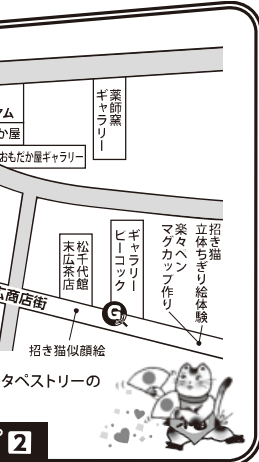 ヤム
か屋
おもだか屋ギャラリー
薬師窯
ギャラリー
松千代館
末広茶店
ギャラリー
ピーコック
招き猫
立体ちぎり絵体験
楽々ヘン
マグカップ作り
広商店街
G
招き猫似顔絵
タペストリーの
プ2